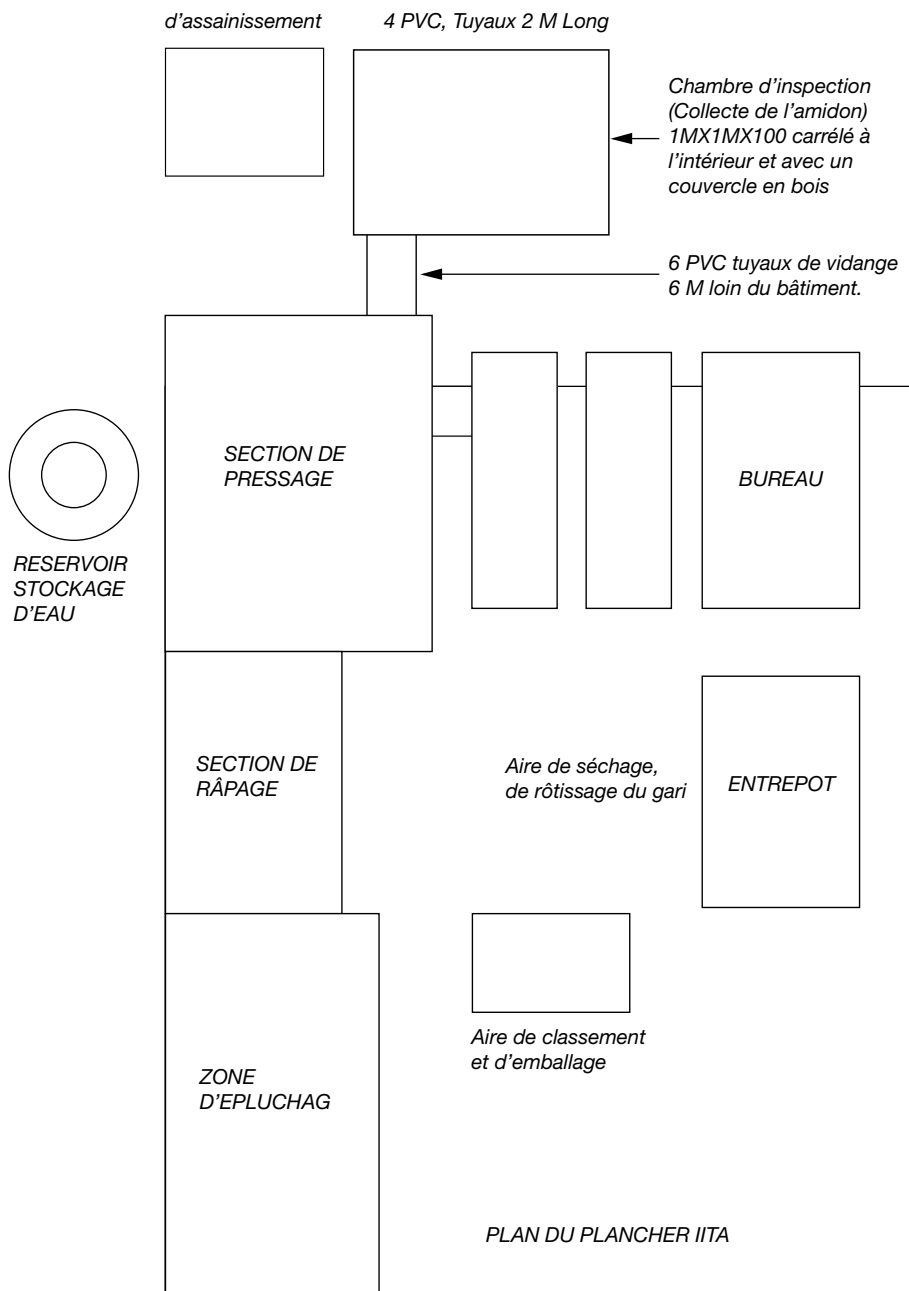 d'assainissement
4 PVC, Tuyaux 2 M Long
Chambre d'inspection
(Collecte de l'amidon)
1MX1MX100 carrélé à
l'intérieur et avec un
couvercle en bois
6 PVC tuyaux de vidange
6 M loin du bâtiment.
SECTION DE
PRESSAGE
BUREAU
RESERVOIR
STOCKAGE
D'EAU
SECTION DE
RÂPAGE
Aire de séchage,
de rôtissage du gari
ENTREPOT
Aire de classement
et d'emballage
ZONE
D'EPLUCHAG
PLAN DU PLANCHER IITA